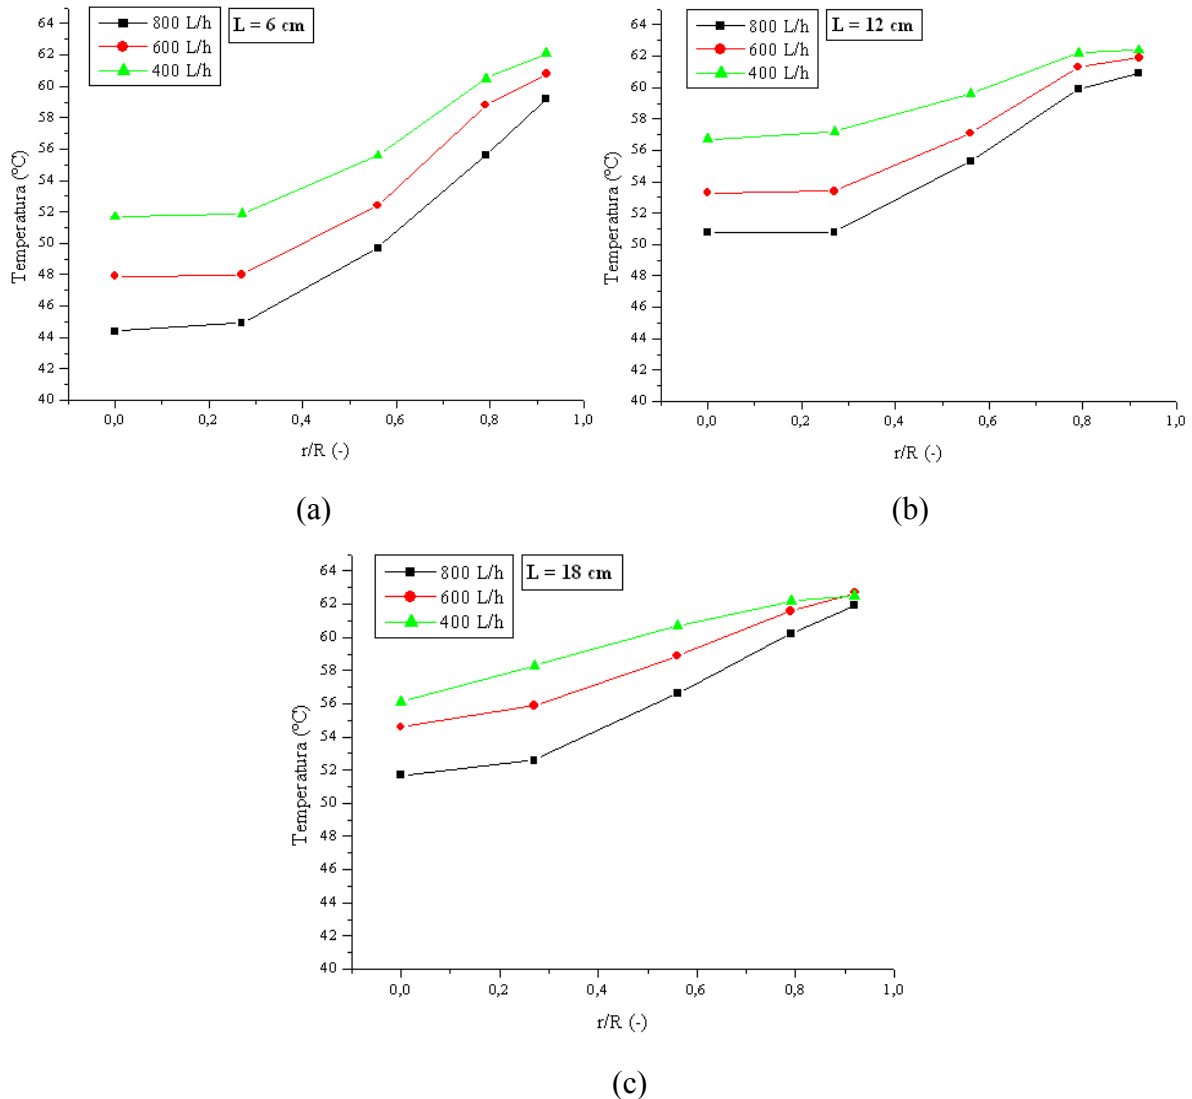 800 L/h
600 L/h
400 L/h
L = 6 cm
Temperatura (ºC)
64
62
60
58
56
54
52
50
48
46
44
42
40
0,0 0,2 0,4 0,6 0,8 1,0
r/R (-)
(a)
800 L/h
600 L/h
400 L/h
L = 12 cm
Temperatura (ºC)
64
62
60
58
56
54
52
50
48
46
44
42
40
0,0 0,2 0,4 0,6 0,8 1,0
r/R (-)
(b)
800 L/h
600 L/h
400 L/h
L = 18 cm
Temperatura (ºC)
64
62
60
58
56
54
52
50
48
46
44
42
40
0,0 0,2 0,4 0,6 0,8 1,0
r/R (-)
(c)